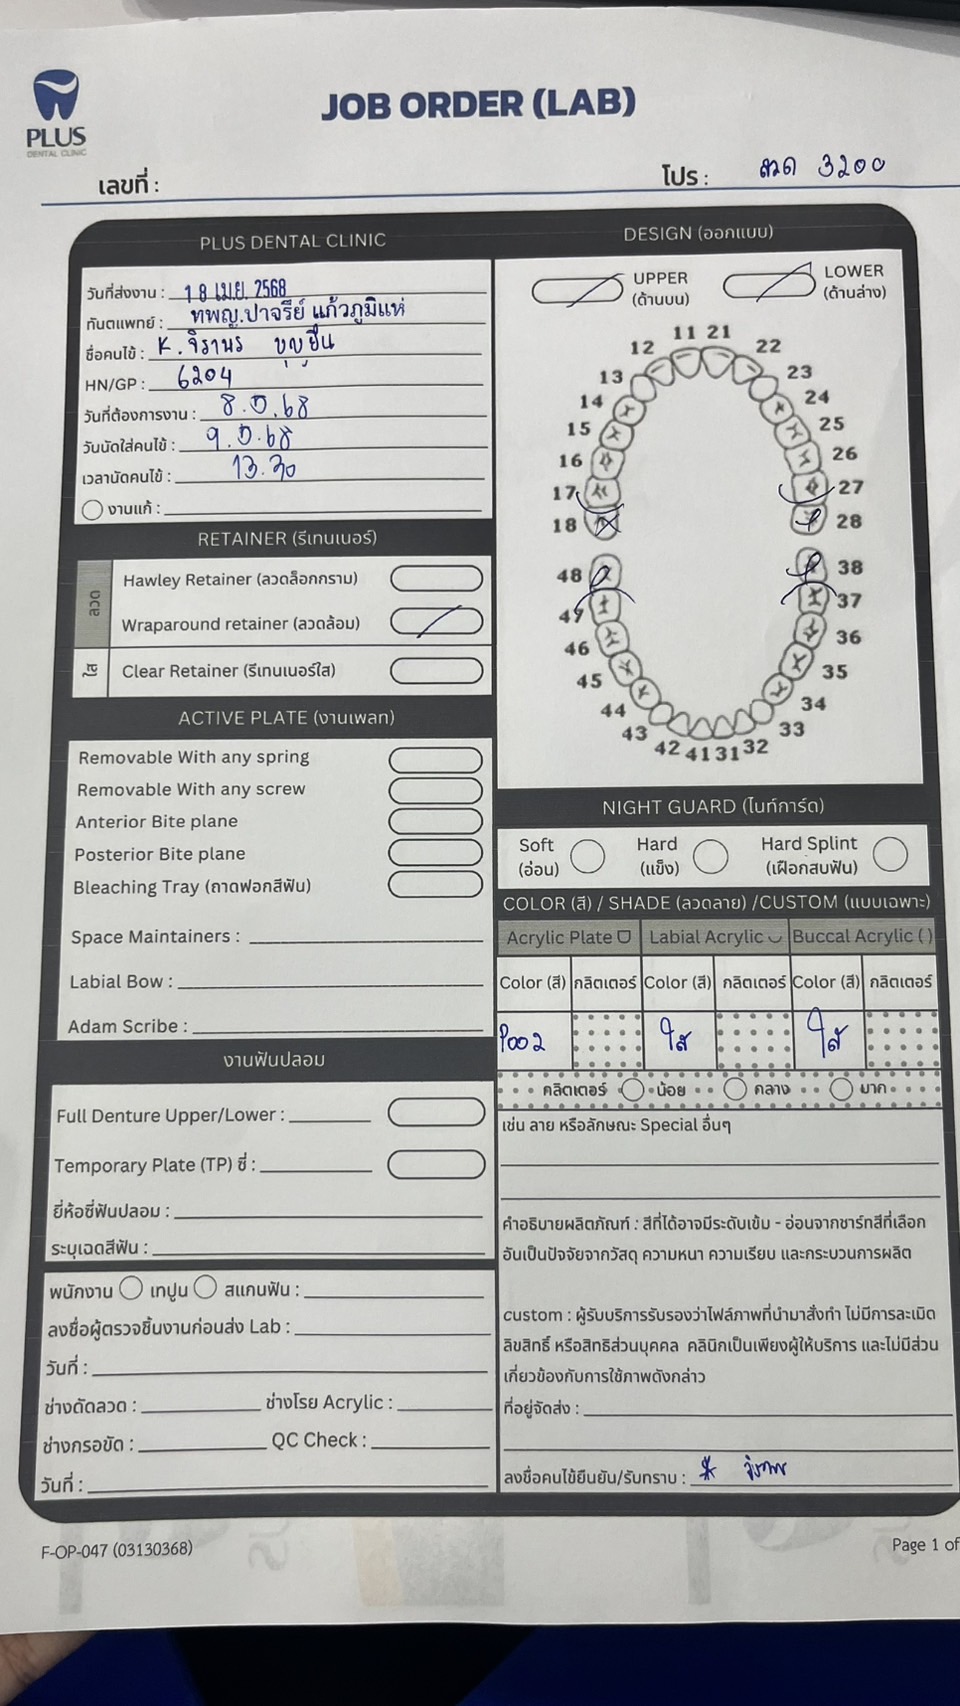 PLUS
DENTAL CLINIC
JOB ORDER (LAB)
เลขที่ :
โปร : ลวด 3200
PLUS DENTAL CLINIC
วันที่ส่งงาน : 18 เม.ย. 2568
ทันตแพทย์ : ทพญ.ปาจรีย์ แก้วภูมิแห่
ชื่อคนไข้ : K.
HN/GP : 6204
วันที่ต้องการงาน : 8.5.68
วันนัดใส่คนไข้ : 9.5.68
เวลานัดคนไข้ : 13.30
งานแก้ :
RETAINER (รีเทนเนอร์)
ลวด
Hawley Retainer (ลวดล็อกกราม)
Wraparound retainer (ลวดล้อม)
ใส
Clear Retainer (รีเทนเนอร์ใส)
ACTIVE PLATE (งานเพลท)
Removable With any spring
Removable With any screw
Anterior Bite plane
Posterior Bite plane
Bleaching Tray (ถาดฟอกสีฟัน)
Space Maintainers :
Labial Bow :
Adam Scribe :
งานฟันปลอม
Full Denture Upper/Lower :
Temporary Plate (TP) ซี่ :
ยี่ห้อซี่ฟันปลอม :
ระบุเฉดสีฟัน :
พนักงาน เทปูน สแกนฟัน :
ลงชื่อผู้ตรวจชิ้นงานก่อนส่ง Lab :
วันที่ :
ช่างดัดลวด : ช่างโรย Acrylic :
ช่างกรอขัด : QC Check :
วันที่ :
DESIGN (ออกแบบ)
UPPER LOWER
(ด้านบน) (ด้านล่าง)
11 21
12 22
13 23
14 24
15 25
16 26
17 27
18 28
48 38
47 37
46 36
45 35
44 34
43 33
42 41 31 32
NIGHT GUARD (ไนท์การ์ด)
Soft Hard Hard Splint
(อ่อน) (แข็ง) (เฝือกสบฟัน)
COLOR (สี) / SHADE (ลวดลาย) /CUSTOM (แบบเฉพาะ)
Acrylic Plate Labial Acrylic Buccal Acrylic ( )
Color (สี) กลิตเตอร์ Color (สี) กลิตเตอร์ Color (สี) กลิตเตอร์
P002 ใส ใส
กลิตเตอร์ น้อย กลาง มาก
เช่น ลาย หรือลักษณะ Special อื่นๆ
คำอธิบายผลิตภัณฑ์ : สีที่ได้อาจมีระดับเข้ม - อ่อนจากชาร์ทสีที่เลือก
อันเป็นปัจจัยจากวัสดุ ความหนา ความเรียบ และกระบวนการผลิต
custom : ผู้รับบริการรับรองว่าไฟล์ภาพที่นำมาสั่งทำ ไม่มีการละเมิด
ลิขสิทธิ์ หรือสิทธิส่วนบุคคล คลินิกเป็นเพียงผู้ให้บริการ และไม่มีส่วน
เกี่ยวข้องกับการใช้ภาพดังกล่าว
ที่อยู่จัดส่ง :
ลงชื่อคนไข้ยืนยัน/รับทราบ :
F-OP-047 (03130368)
Page 1 of